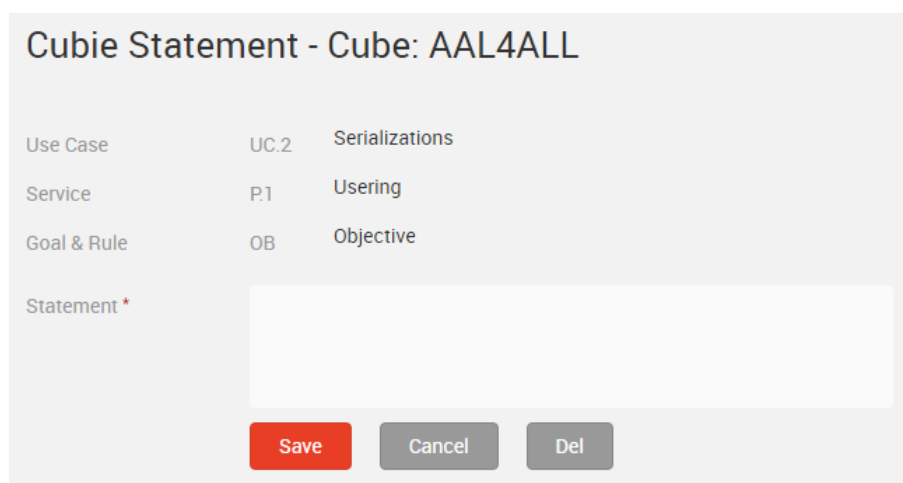 Cubie Statement - Cube: AAL4ALL
Use Case UC.2 Serializations
Service P.1 Usering
Goal & Rule OB Objective
Statement *
Save Cancel Del